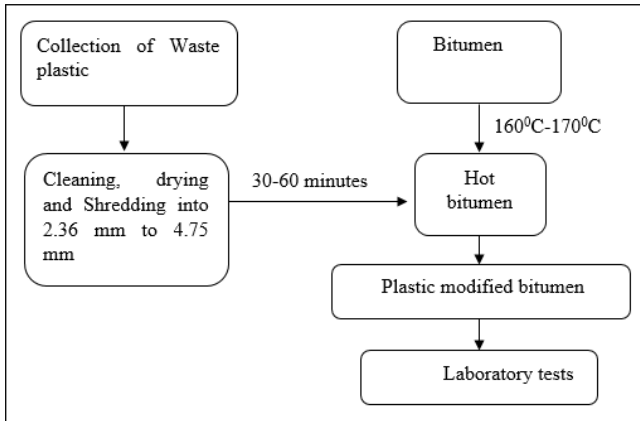 Collection of Waste
plastic
Bitumen
160⁰C-170⁰C
Cleaning, drying
and Shredding into
2.36 mm to 4.75
mm
30-60 minutes
Hot
bitumen
Plastic modified bitumen
Laboratory tests